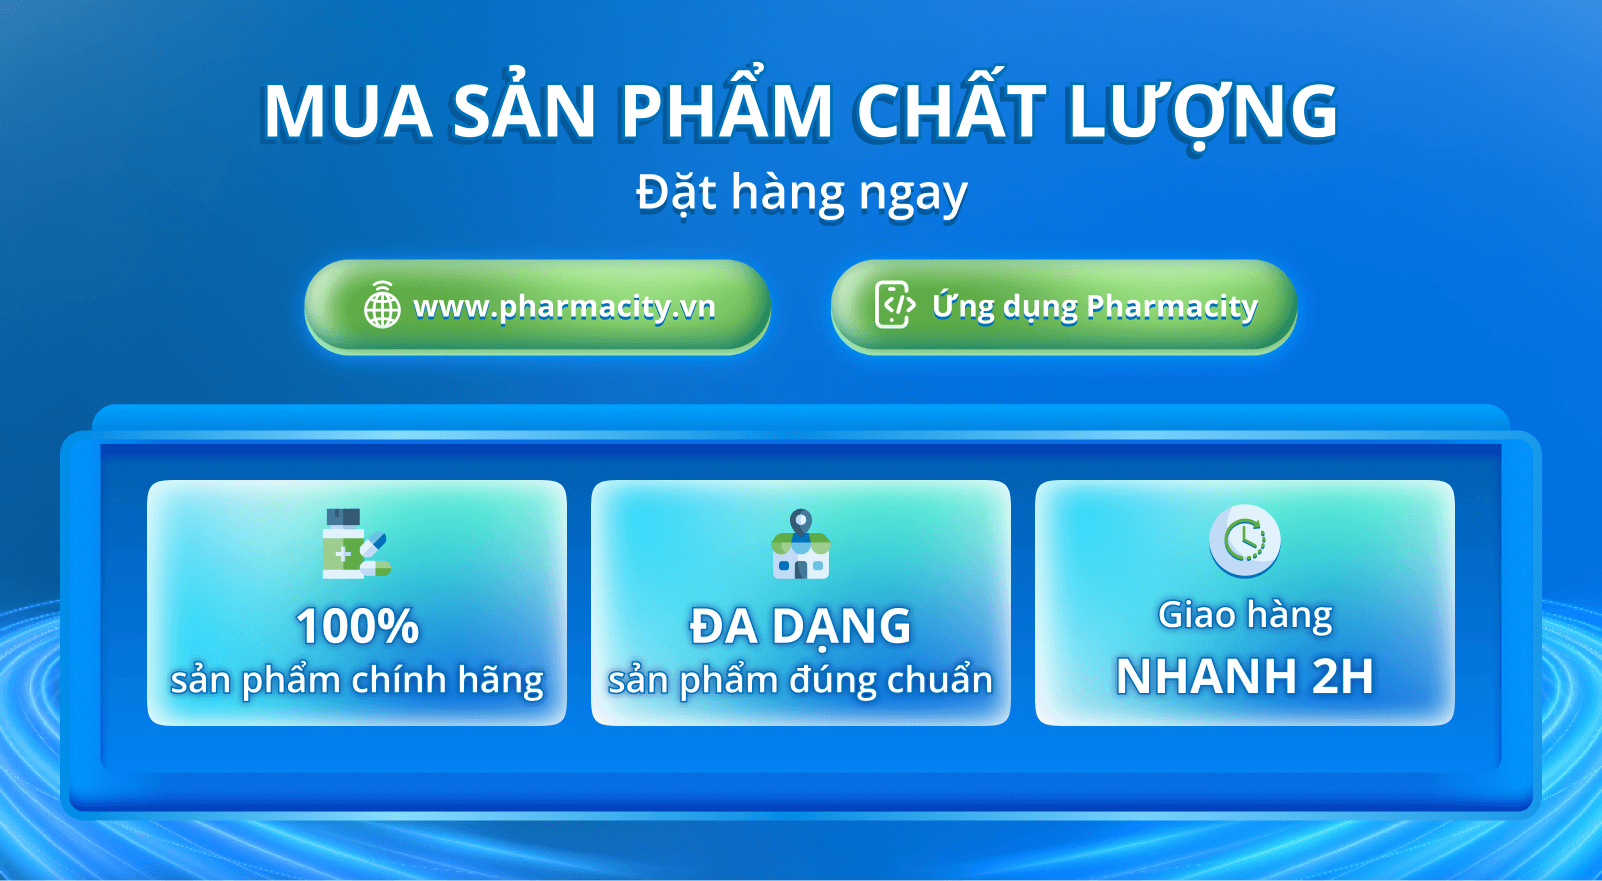 MUA SẢN PHẨM CHẤT LƯỢNG
Đặt hàng ngay
www.pharmacity.vn
Ứng dụng Pharmacity
100%
sản phẩm chính hãng
ĐA DẠNG
sản phẩm đúng chuẩn
Giao hàng
NHANH 2H